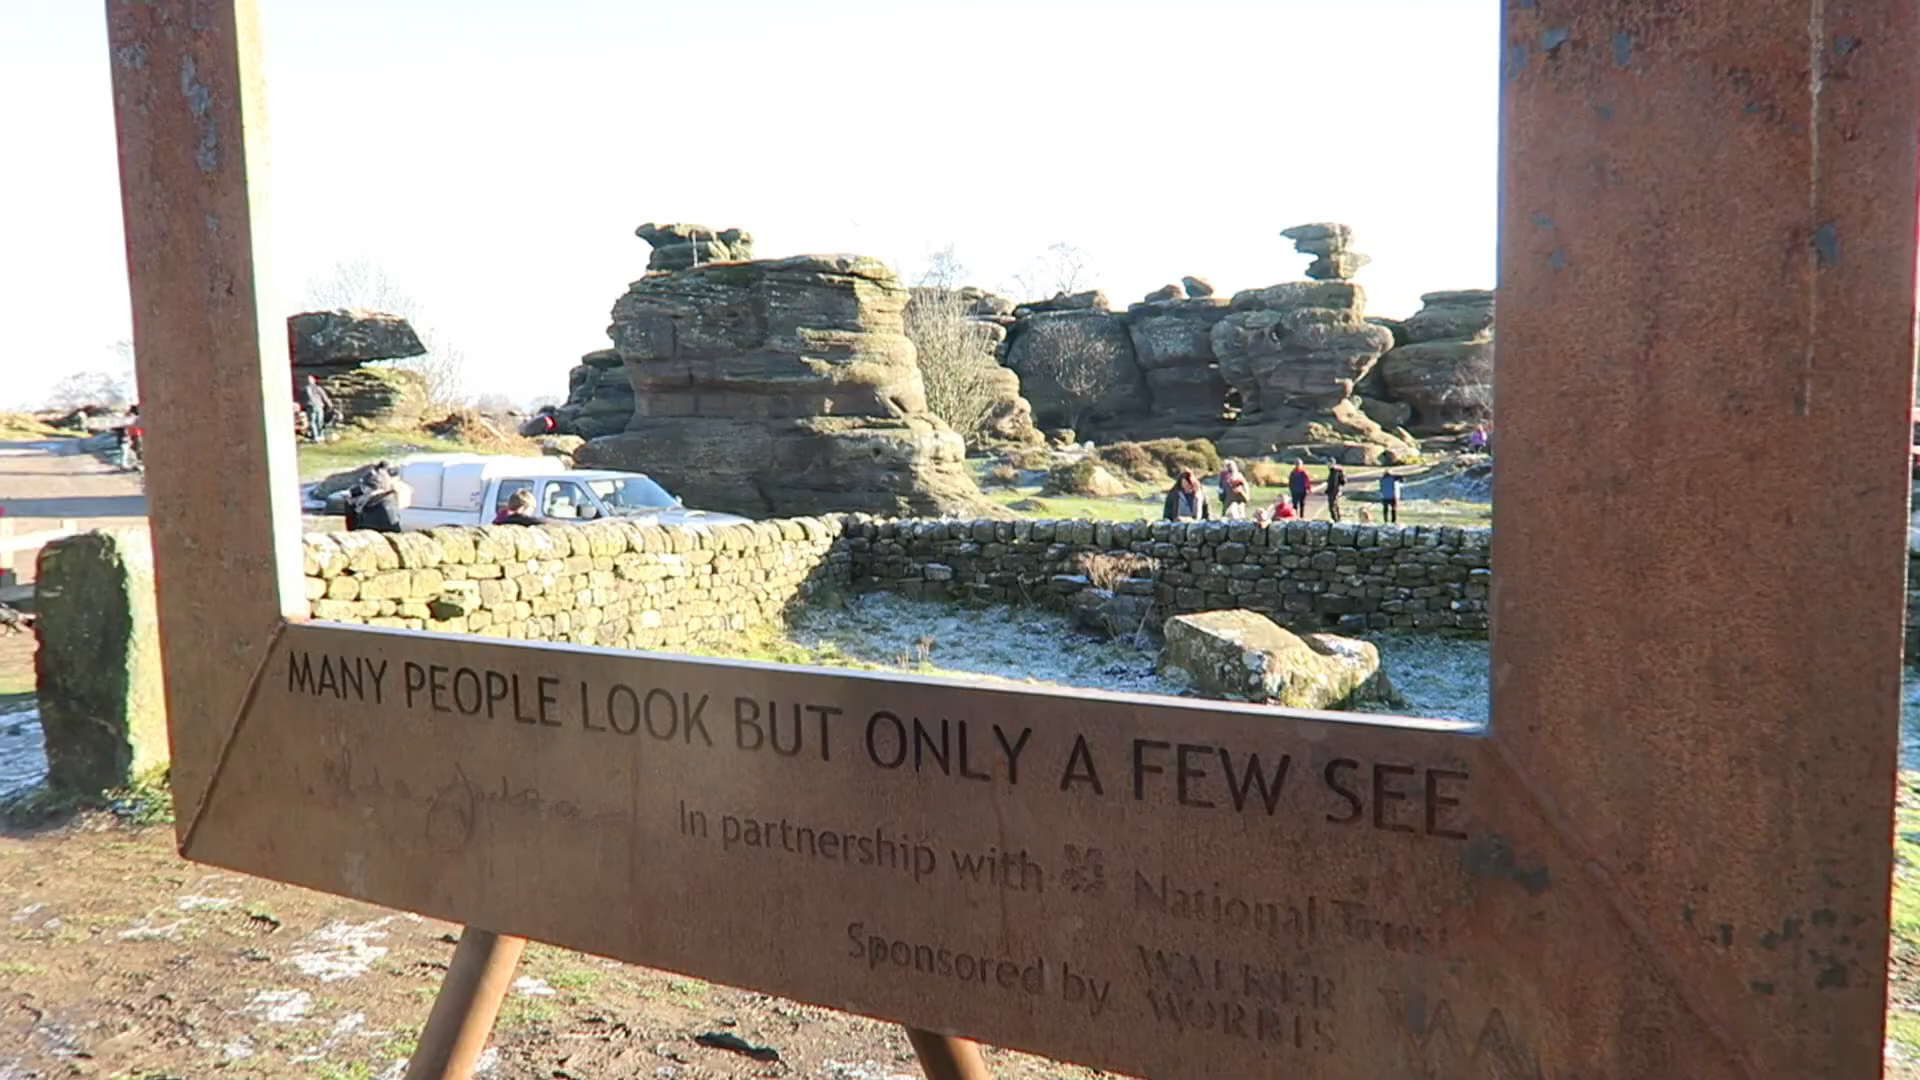 MANY PEOPLE LOOK BUT ONLY A FEW SEE
In partnership with National Trust
Sponsored by WALKER
MORRIS